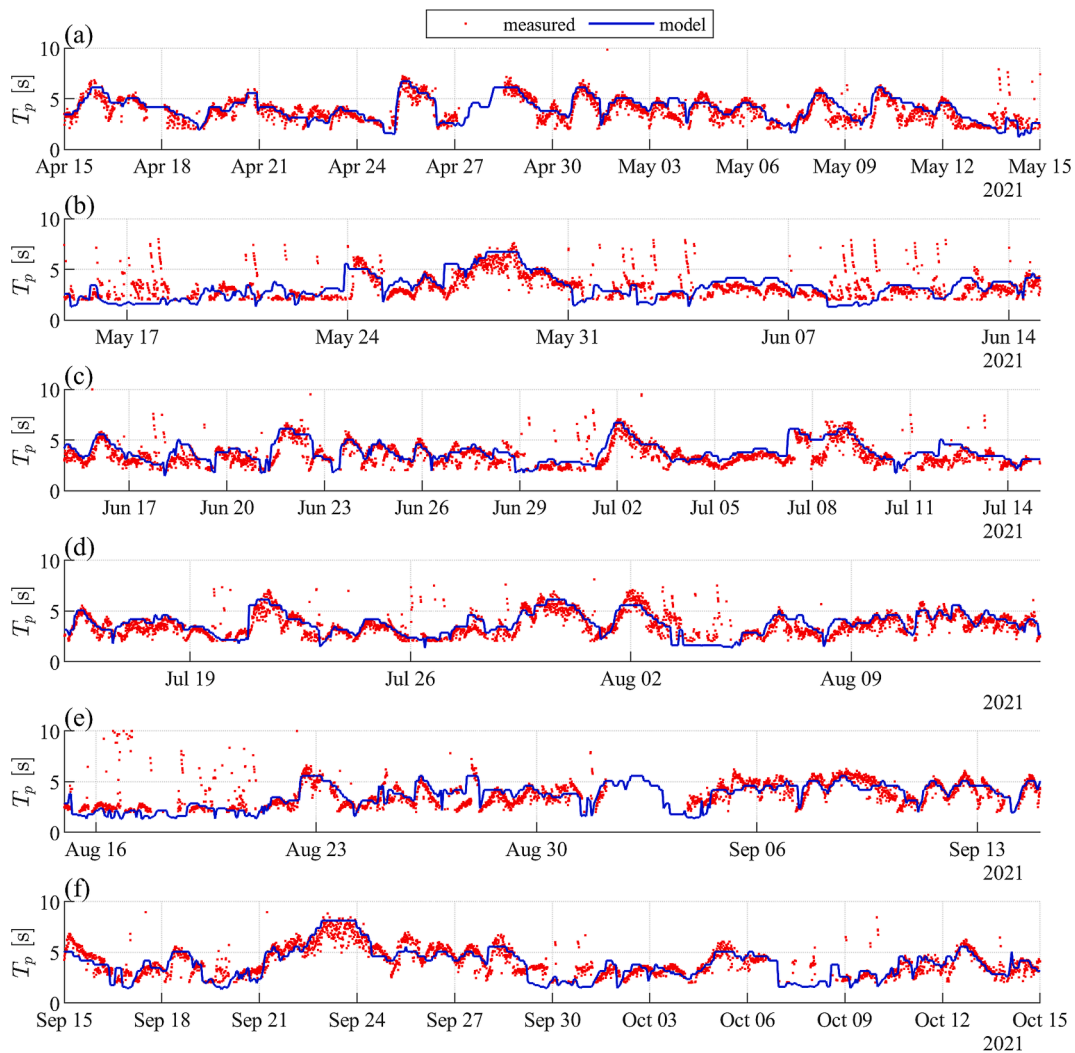 measured model
(a)
10
5
0
Tp [s]
Apr 15 Apr 18 Apr 21 Apr 24 Apr 27 Apr 30 May 03 May 06 May 09 May 12 May 15
2021
(b)
10
5
0
Tp [s]
May 17 May 24 May 31 Jun 07 Jun 14
2021
(c)
10
5
0
Tp [s]
Jun 17 Jun 20 Jun 23 Jun 26 Jun 29 Jul 02 Jul 05 Jul 08 Jul 11 Jul 14
2021
(d)
10
5
0
Tp [s]
Jul 19 Jul 26 Aug 02 Aug 09
2021
(e)
10
5
0
Tp [s]
Aug 16 Aug 23 Aug 30 Sep 06 Sep 13
2021
(f)
10
5
0
Tp [s]
Sep 15 Sep 18 Sep 21 Sep 24 Sep 27 Sep 30 Oct 03 Oct 06 Oct 09 Oct 12 Oct 15
2021